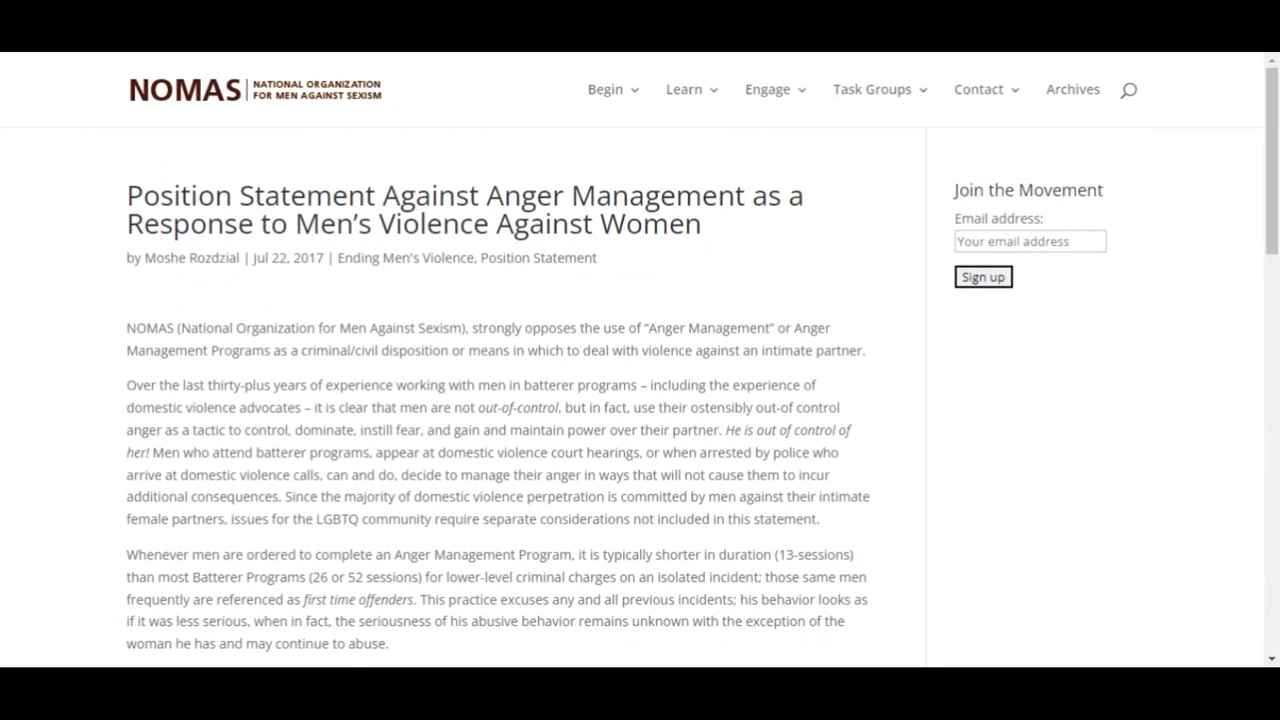 NOMAS NATIONAL ORGANIZATION
FOR MEN AGAINST SEXISM
Begin Learn Engage Task Groups Contact Archives
Position Statement Against Anger Management as a
Response to Men’s Violence Against Women
by Moshe Rozdzial | Jul 22, 2017 | Ending Men's Violence, Position Statement
NOMAS (National Organization for Men Against Sexism), strongly opposes the use of “Anger Management” or Anger
Management Programs as a criminal/civil disposition or means in which to deal with violence against an intimate partner.
Over the last thirty-plus years of experience working with men in batterer programs – including the experience of
domestic violence advocates – it is clear that men are not out-of-control, but in fact, use their ostensibly out-of control
anger as a tactic to control, dominate, instill fear, and gain and maintain power over their partner. He is out of control of
her! Men who attend batterer programs, appear at domestic violence court hearings, or when arrested by police who
arrive at domestic violence calls, can and do, decide to manage their anger in ways that will not cause them to incur
additional consequences. Since the majority of domestic violence perpetration is committed by men against their intimate
female partners, issues for the LGBTQ community require separate considerations not included in this statement.
Whenever men are ordered to complete an Anger Management Program, it is typically shorter in duration (13-sessions)
than most Batterer Programs (26 or 52 sessions) for lower-level criminal charges on an isolated incident; those same men
frequently are referenced as first time offenders. This practice excuses any and all previous incidents; his behavior looks as
if it was less serious, when in fact, the seriousness of his abusive behavior remains unknown with the exception of the
woman he has and may continue to abuse.
Join the Movement
Email address:
Your email address
Sign up